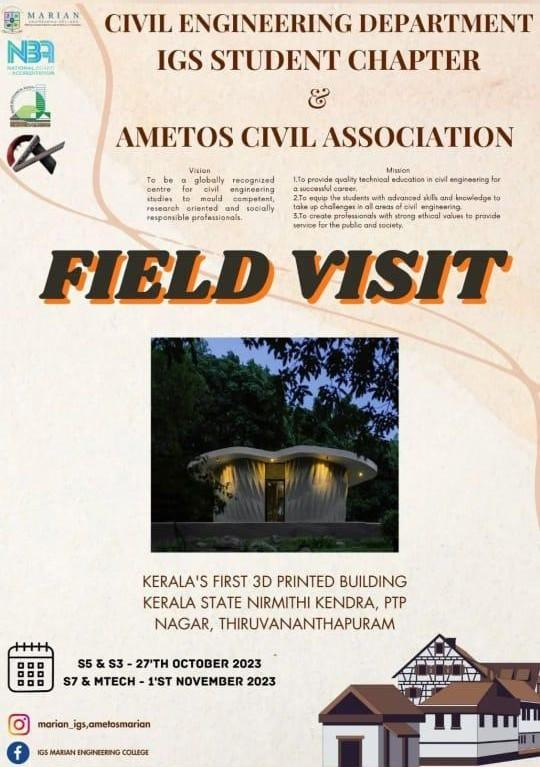 MARIAN
ENGINEERING COLLEGE
CIVIL ENGINEERING DEPARTMENT
IGS STUDENT CHAPTER
&
AMETOS CIVIL ASSOCIATION
NBA
NATIONAL BOARD
OF ACCREDITATION
Vision
To be a globally recognized
centre for civil engineering
studies to mould competent,
research oriented and socially
responsible professionals.
Mission
1.To provide quality technical education in civil engineering for
a successful career.
2.To equip the students with advanced skills and knowledge to
take up challenges in all areas of civil engineering.
3.To create professionals with strong ethical values to provide
service for the public and society.
FIELD VISIT
KERALA'S FIRST 3D PRINTED BUILDING
KERALA STATE NIRMITHI KENDRA, PTP
NAGAR, THIRUVANANTHAPURAM
S5 & S3 - 27'TH OCTOBER 2023
S7 & MTECH - 1'ST NOVEMBER 2023
marian_igs,ametosmarian
IGS MARIAN ENGINEERING COLLEGE